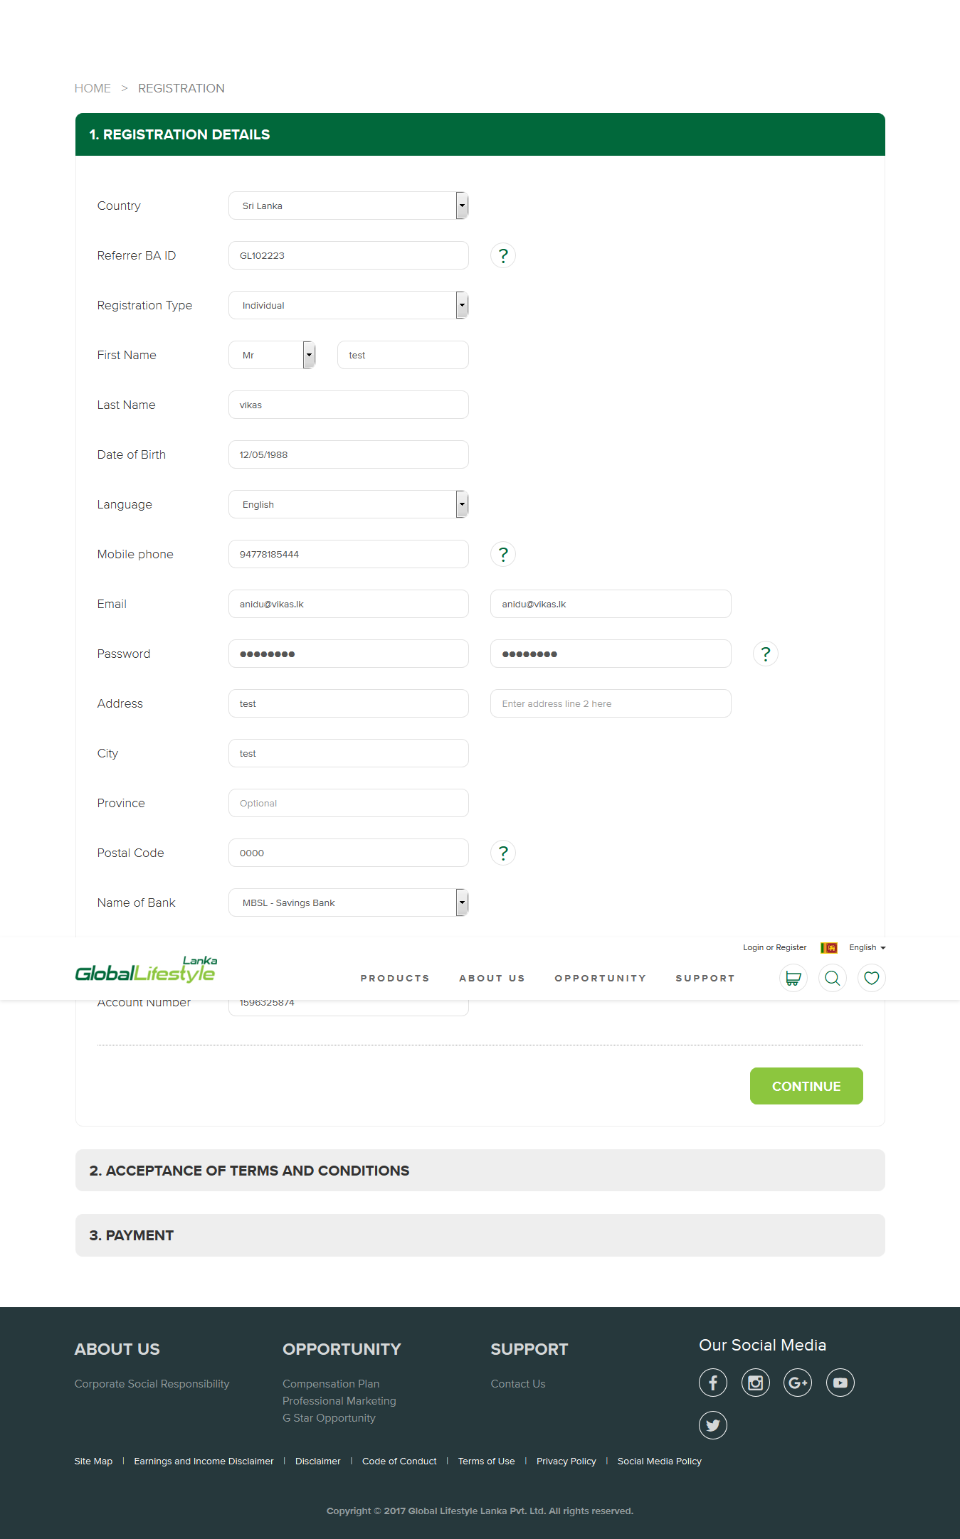 HOME > REGISTRATION
1. REGISTRATION DETAILS
Country Sri Lanka
Referrer BA ID GL102223 ?
Registration Type Individual
First Name Mr test
Last Name vikas
Date of Birth 12/05/1988
Language English
Mobile phone 94778185444 ?
Email anidu@vikas.lk anidu@vikas.lk
Password ●●●●●●●● ●●●●●●●● ?
Address test Enter address line 2 here
City test
Province Optional
Postal Code 0000 ?
Name of Bank MBSL - Savings Bank
Login or Register English
GlobalLifestyle Lanka
PRODUCTS ABOUT US OPPORTUNITY SUPPORT
Account Number 1596325874
CONTINUE
2. ACCEPTANCE OF TERMS AND CONDITIONS
3. PAYMENT
ABOUT US OPPORTUNITY SUPPORT Our Social Media
Corporate Social Responsibility Compensation Plan Contact Us
Professional Marketing
G Star Opportunity
Site Map | Earnings and Income Disclaimer | Disclaimer | Code of Conduct | Terms of Use | Privacy Policy | Social Media Policy
Copyright © 2017 Global Lifestyle Lanka Pvt. Ltd. All rights reserved.